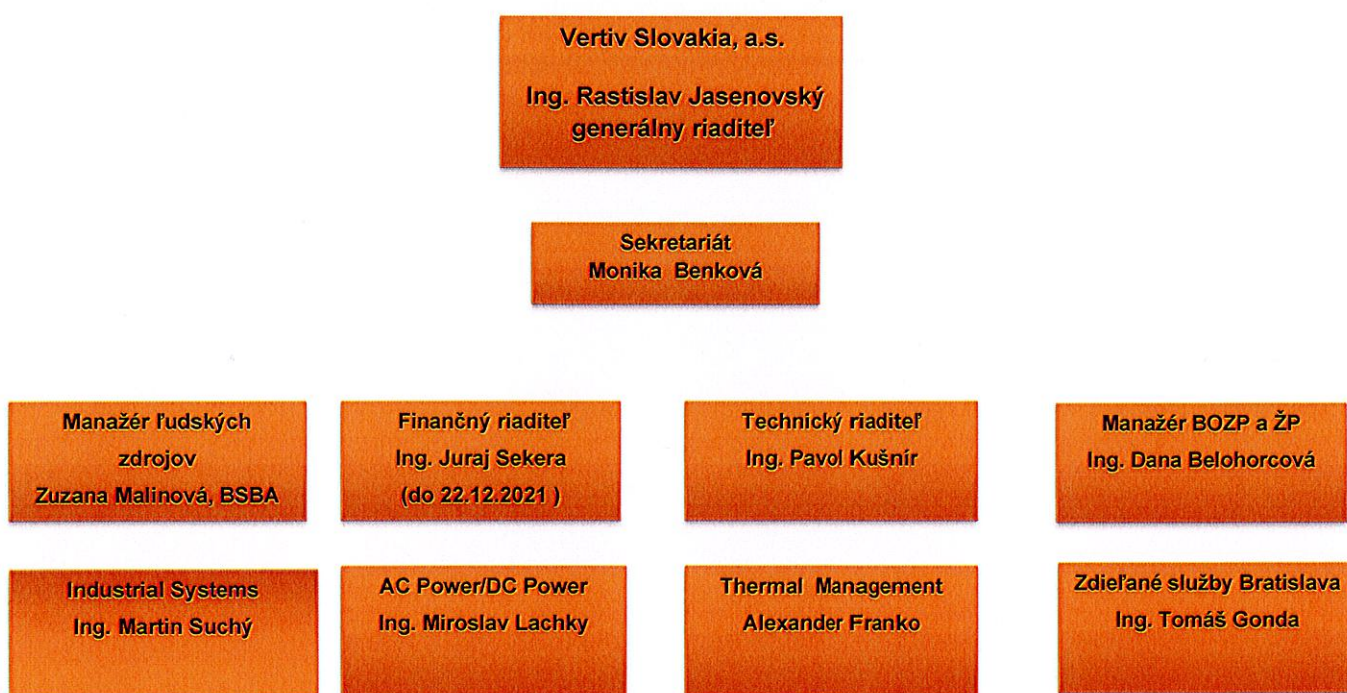 Vertiv Slovakia, a.s.
Ing. Rastislav Jasenovský
generálny riaditeľ
Sekretariát
Monika Benková
Manažér ľudských
zdrojov
Zuzana Malinová, BSBA
Finančný riaditeľ
Ing. Juraj Sekera
(do 22.12.2021 )
Technický riaditeľ
Ing. Pavol Kušnír
Manažér BOZP a ŽP
Ing. Dana Belohorcová
Industrial Systems
Ing. Martin Suchý
AC Power/DC Power
Ing. Miroslav Lachky
Thermal Management
Alexander Franko
Zdieľané služby Bratislava
Ing. Tomáš Gonda